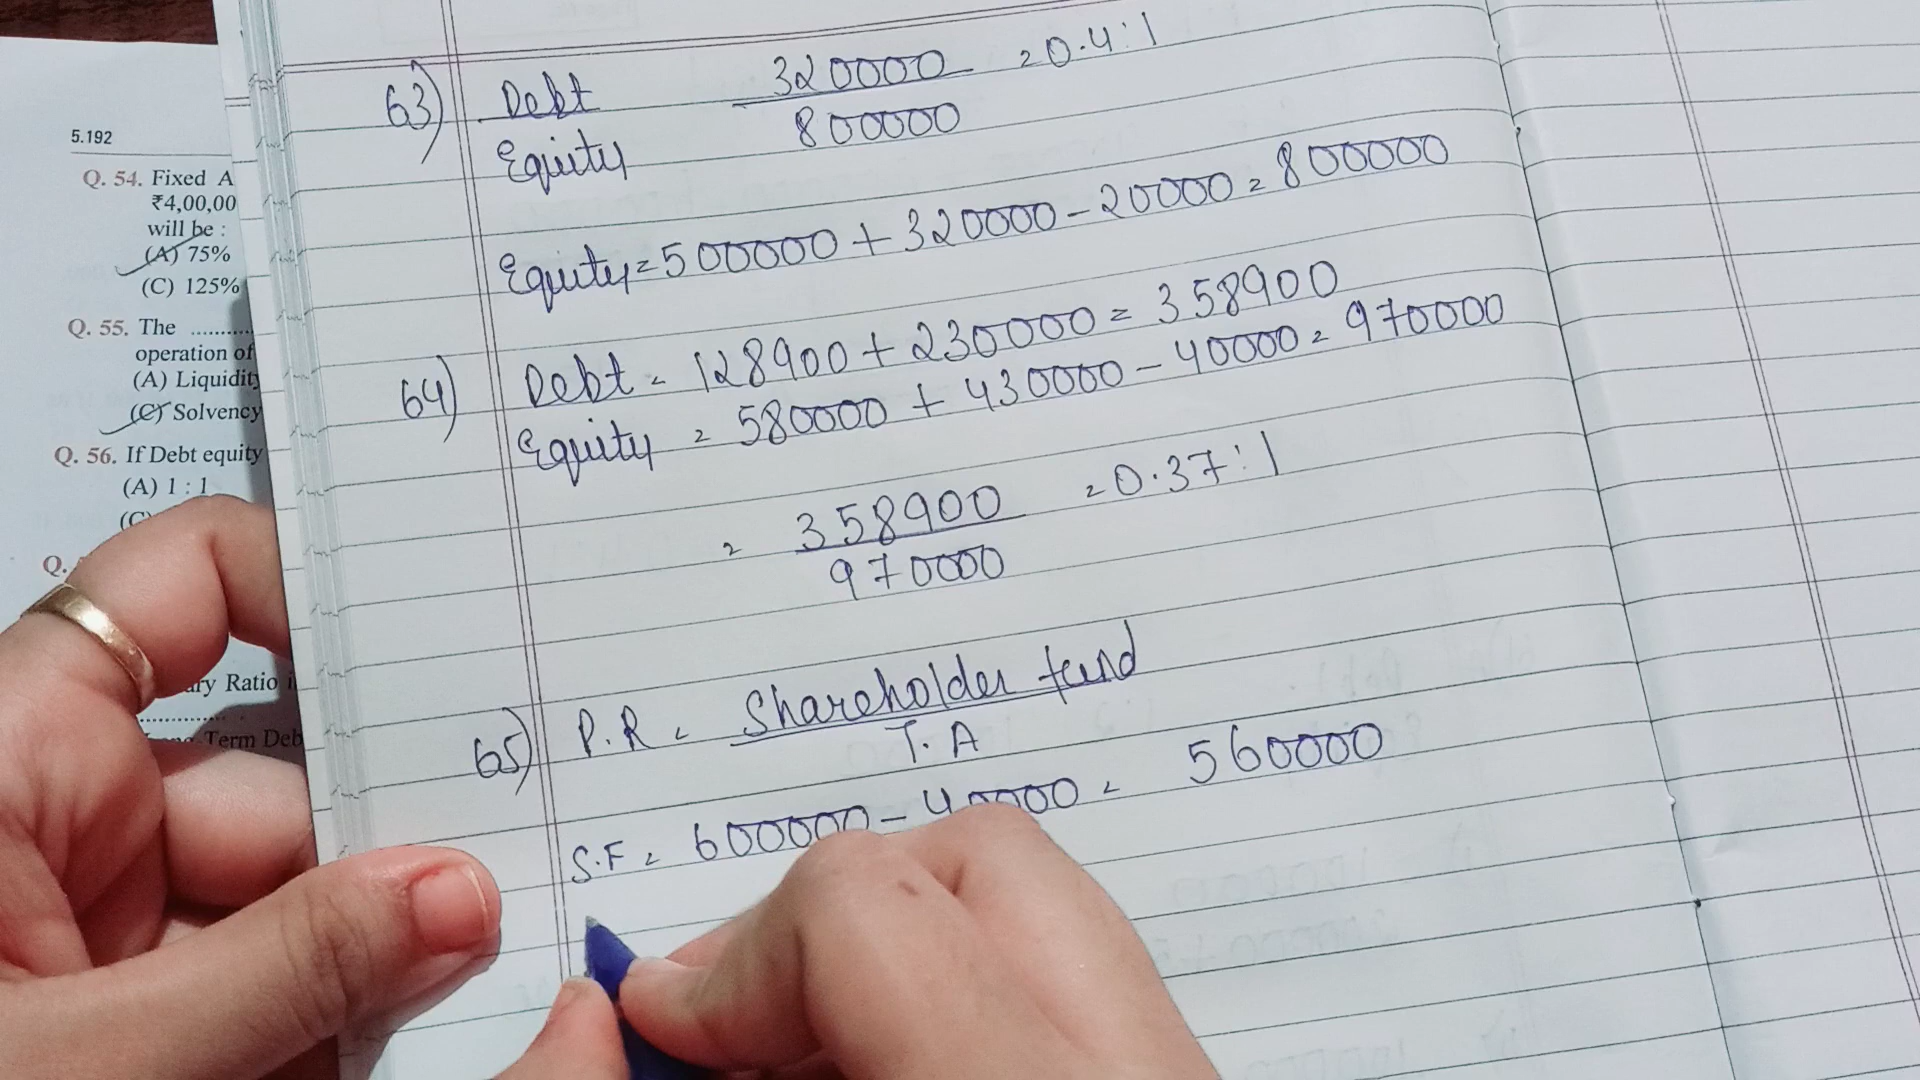 5.192
Q. 54. Fixed A
₹4,00,00
will be :
(A) 75%
(C) 125%
Q. 55. The ..........
operation of
(A) Liquidity
(C) Solvency
Q. 56. If Debt equity
(A) 1 : 1
(C)
Q.
ary Ratio i
..............
Term Deb
63) Debt 320000 = 0.4:1
Equity 800000
Equity = 500000 + 320000 - 20000 = 800000
64) Debt = 128900 + 230000 = 358900
Equity = 580000 + 430000 - 40000 = 970000
= 358900 = 0.37:1
970000
65) P.R = Shareholder fund
T.A
S.F = 600000 - 40000 = 560000